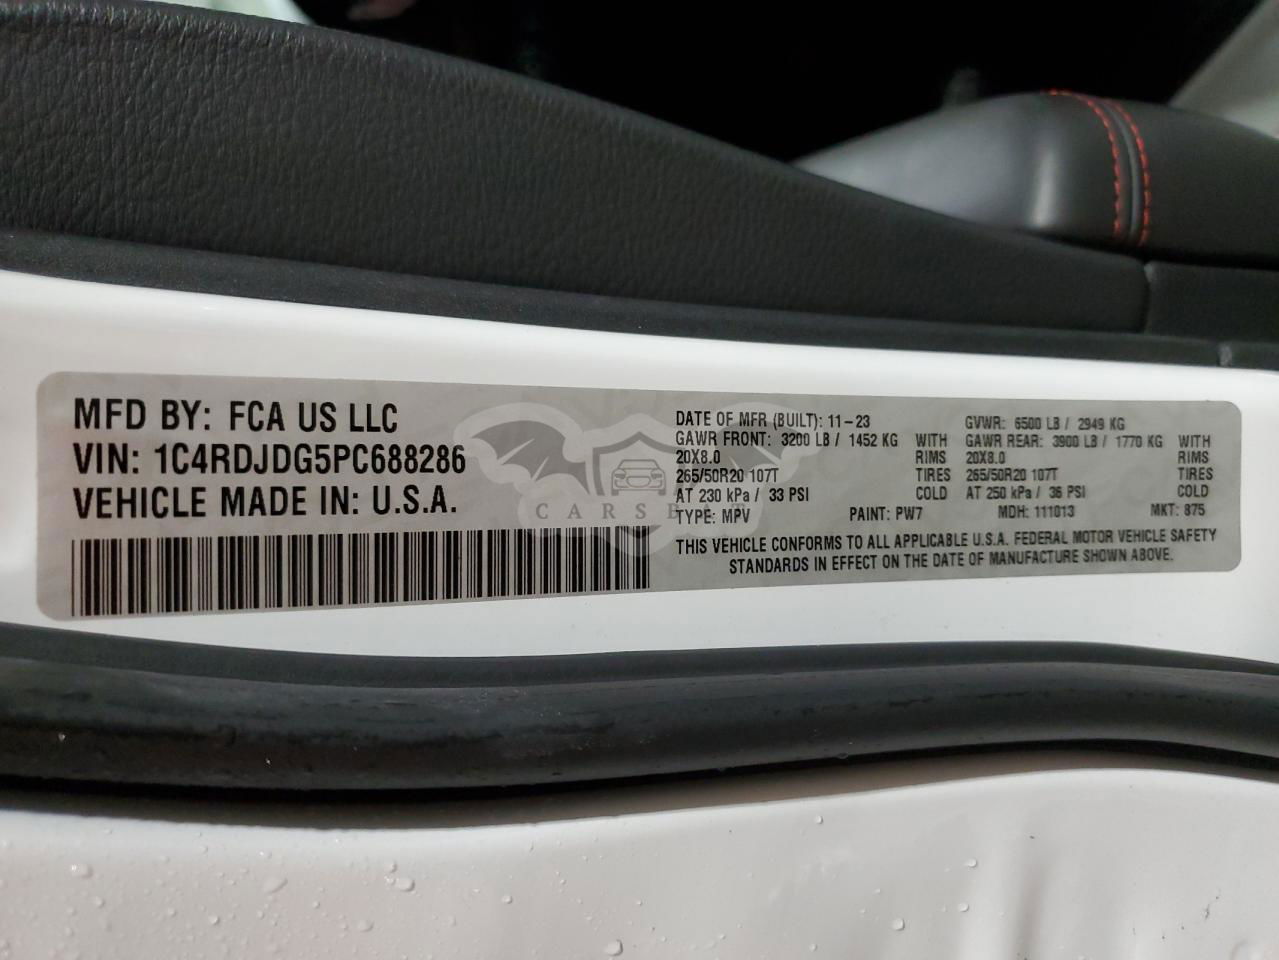 MFD BY: FCA US LLC
VIN: 1C4RDJDG5PC688286
VEHICLE MADE IN: U.S.A.
DATE OF MFR (BUILT): 11-23 GVWR: 6500 LB / 2949 KG
GAWR FRONT: 3200 LB / 1452 KG WITH GAWR REAR: 3900 LB / 1770 KG WITH
20X8.0 RIMS 20X8.0 RIMS
265/50R20 107T TIRES 265/50R20 107T TIRES
AT 230 kPa / 33 PSI COLD AT 250 kPa / 36 PSI COLD
TYPE: MPV PAINT: PW7 MDH: 111013 MKT: 875
THIS VEHICLE CONFORMS TO ALL APPLICABLE U.S.A. FEDERAL MOTOR VEHICLE SAFETY
STANDARDS IN EFFECT ON THE DATE OF MANUFACTURE SHOWN ABOVE.